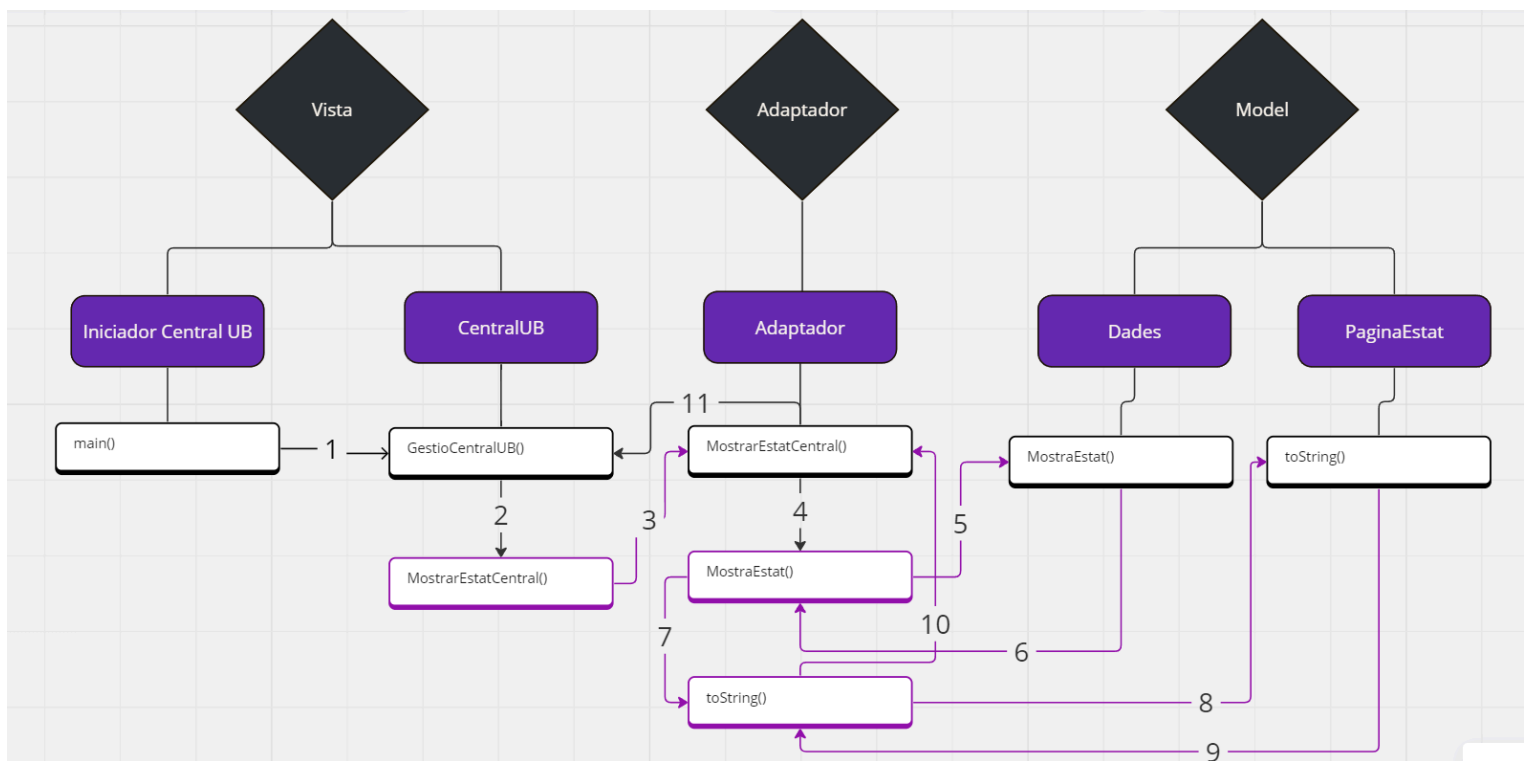 Vista
Adaptador
Model
Iniciador Central UB
CentralUB
Adaptador
Dades
PaginaEstat
11
main()
1
GestioCentralUB()
MostrarEstatCentral()
MostraEstat()
toString()
2
3
4
5
MostrarEstatCentral()
MostraEstat()
7
10
6
toString()
8
9